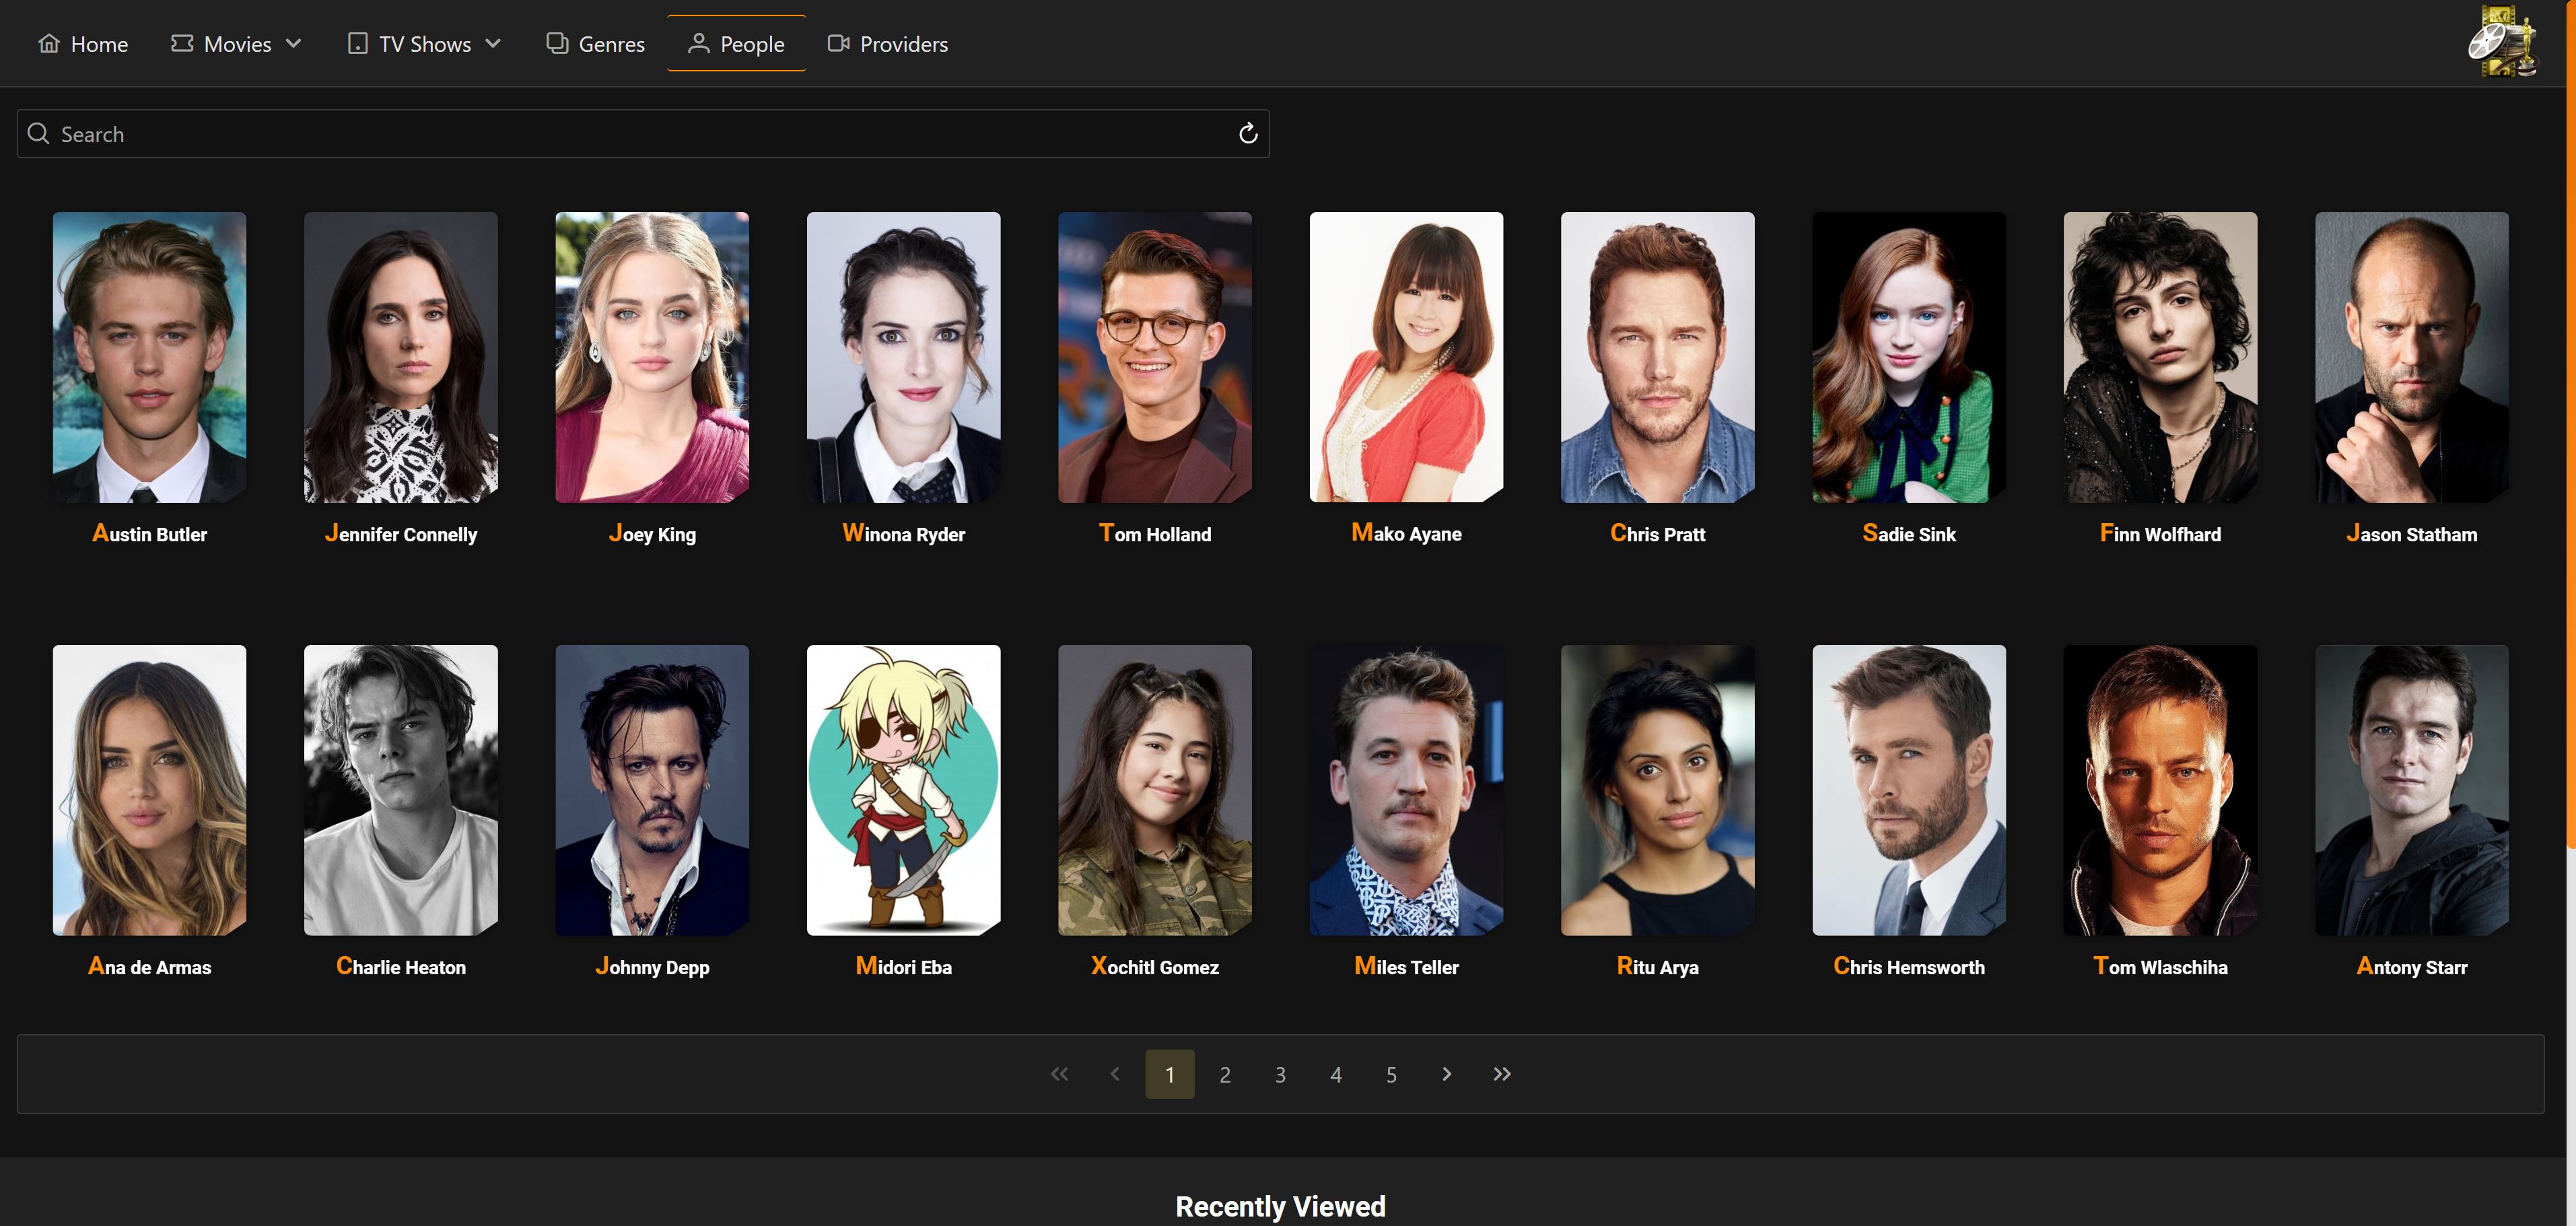 Home Movies TV Shows Genres People Providers
Search
Austin Butler Jennifer Connelly Joey King Winona Ryder Tom Holland Mako Ayane Chris Pratt Sadie Sink Finn Wolfhard Jason Statham
Ana de Armas Charlie Heaton Johnny Depp Midori Eba Xochitl Gomez Miles Teller Ritu Arya Chris Hemsworth Tom Wlaschiha Antony Starr
1 2 3 4 5
Recently Viewed